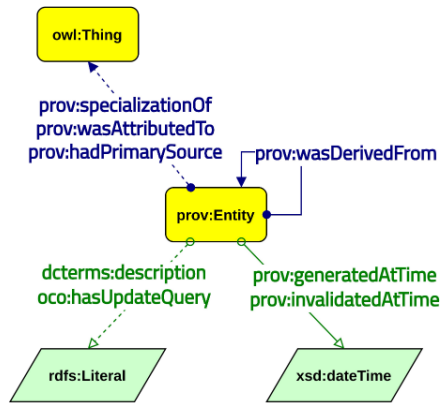 owl:Thing
prov:specializationOf
prov:wasAttributedTo
prov:hadPrimarySource
prov:wasDerivedFrom
prov:Entity
dcterms:description
oco:hasUpdateQuery
prov:generatedAtTime
prov:invalidatedAtTime
rdfs:Literal
xsd:dateTime